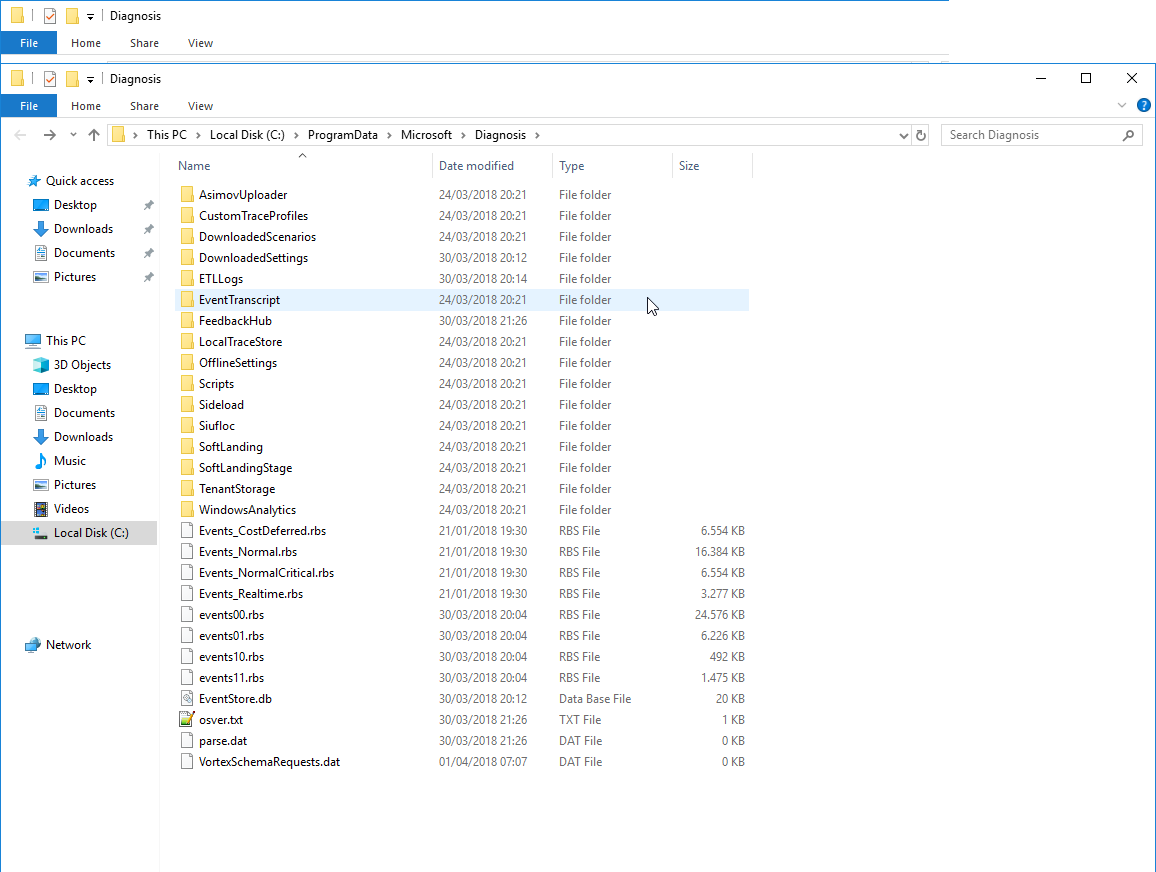 Diagnosis
File Home Share View
Diagnosis
File Home Share View
This PC Local Disk (C:) ProgramData Microsoft Diagnosis Search Diagnosis
Name Date modified Type Size
Quick access
Desktop
Downloads
Documents
Pictures
This PC
3D Objects
Desktop
Documents
Downloads
Music
Pictures
Videos
Local Disk (C:)
Network
AsimovUploader 24/03/2018 20:21 File folder
CustomTraceProfiles 24/03/2018 20:21 File folder
DownloadedScenarios 24/03/2018 20:21 File folder
DownloadedSettings 30/03/2018 20:12 File folder
ETLLogs 30/03/2018 20:14 File folder
EventTranscript 24/03/2018 20:21 File folder
FeedbackHub 30/03/2018 21:26 File folder
LocalTraceStore 24/03/2018 20:21 File folder
OfflineSettings 24/03/2018 20:21 File folder
Scripts 24/03/2018 20:21 File folder
Sideload 24/03/2018 20:21 File folder
Siufloc 24/03/2018 20:21 File folder
SoftLanding 24/03/2018 20:21 File folder
SoftLandingStage 24/03/2018 20:21 File folder
TenantStorage 24/03/2018 20:21 File folder
WindowsAnalytics 24/03/2018 20:21 File folder
Events_CostDeferred.rbs 21/01/2018 19:30 RBS File 6.554 KB
Events_Normal.rbs 21/01/2018 19:30 RBS File 16.384 KB
Events_NormalCritical.rbs 21/01/2018 19:30 RBS File 6.554 KB
Events_Realtime.rbs 21/01/2018 19:30 RBS File 3.277 KB
events00.rbs 30/03/2018 20:04 RBS File 24.576 KB
events01.rbs 30/03/2018 20:04 RBS File 6.226 KB
events10.rbs 30/03/2018 20:04 RBS File 492 KB
events11.rbs 30/03/2018 20:04 RBS File 1.475 KB
EventStore.db 30/03/2018 20:12 Data Base File 20 KB
osver.txt 30/03/2018 21:26 TXT File 1 KB
parse.dat 30/03/2018 21:26 DAT File 0 KB
VortexSchemaRequests.dat 01/04/2018 07:07 DAT File 0 KB